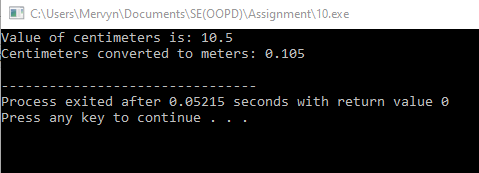 C:\Users\Mervyn\Documents\SE(OOPD)\Assignment\10.exe
Value of centimeters is: 10.5
Centimeters converted to meters: 0.105
--------------------------------
Process exited after 0.05215 seconds with return value 0
Press any key to continue . . .